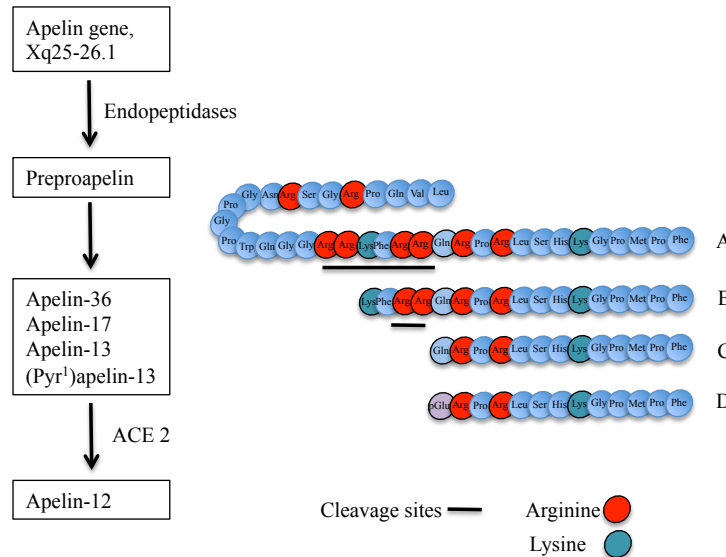 Apelin gene,
Xq25-26.1
Endopeptidases
Preproapelin
Apelin-36
Apelin-17
Apelin-13
(Pyr¹)apelin-13
ACE 2
Apelin-12
Pro Gly Asn Arg Ser Gly Arg Pro Gln Val Leu
Gly
Pro Trp Gln Gly Gly Arg Arg Lys Phe Arg Arg Gln Arg Pro Arg Leu Ser His Lys Gly Pro Met Pro Phe
A
Lys Phe Arg Arg Gln Arg Pro Arg Leu Ser His Lys Gly Pro Met Pro Phe
Gln Arg Pro Arg Leu Ser His Lys Gly Pro Met Pro Phe
pGlu Arg Pro Arg Leu Ser His Lys Gly Pro Met Pro Phe
Cleavage sites
Arginine
Lysine